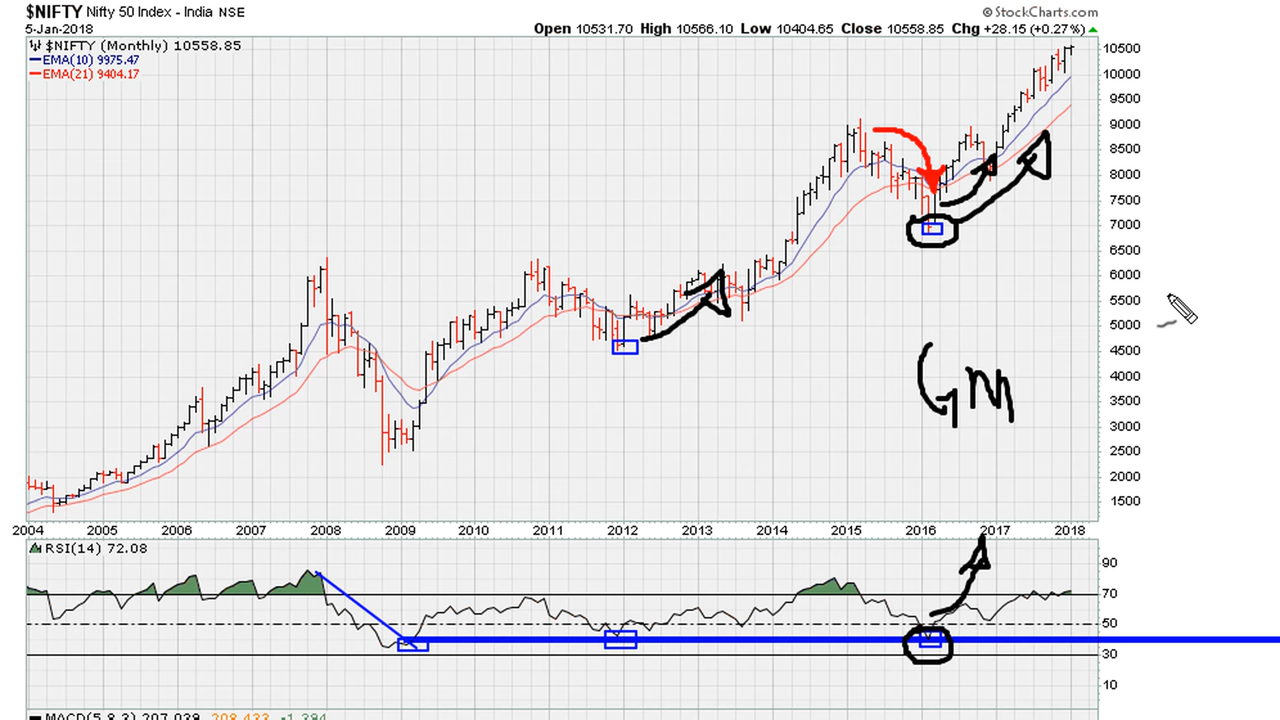 $NIFTY Nifty 50 Index - India NSE
© StockCharts.com
5-Jan-2018
Open 10531.70 High 10566.10 Low 10404.65 Close 10558.85 Chg +28.15 (+0.27%)
$NIFTY (Monthly) 10558.85
EMA(10) 9975.47
EMA(21) 9404.17
10500
10000
9500
9000
8500
8000
7500
7000
6500
6000
5500
5000
4500
4000
3500
3000
2500
2000
1500
GM
2004 2005 2006 2007 2008 2009 2010 2011 2012 2013 2014 2015 2016 2017 2018
RSI(14) 72.08
90
70
50
30
10
MACD(5,8,3) 207.039 208.433 -1.394